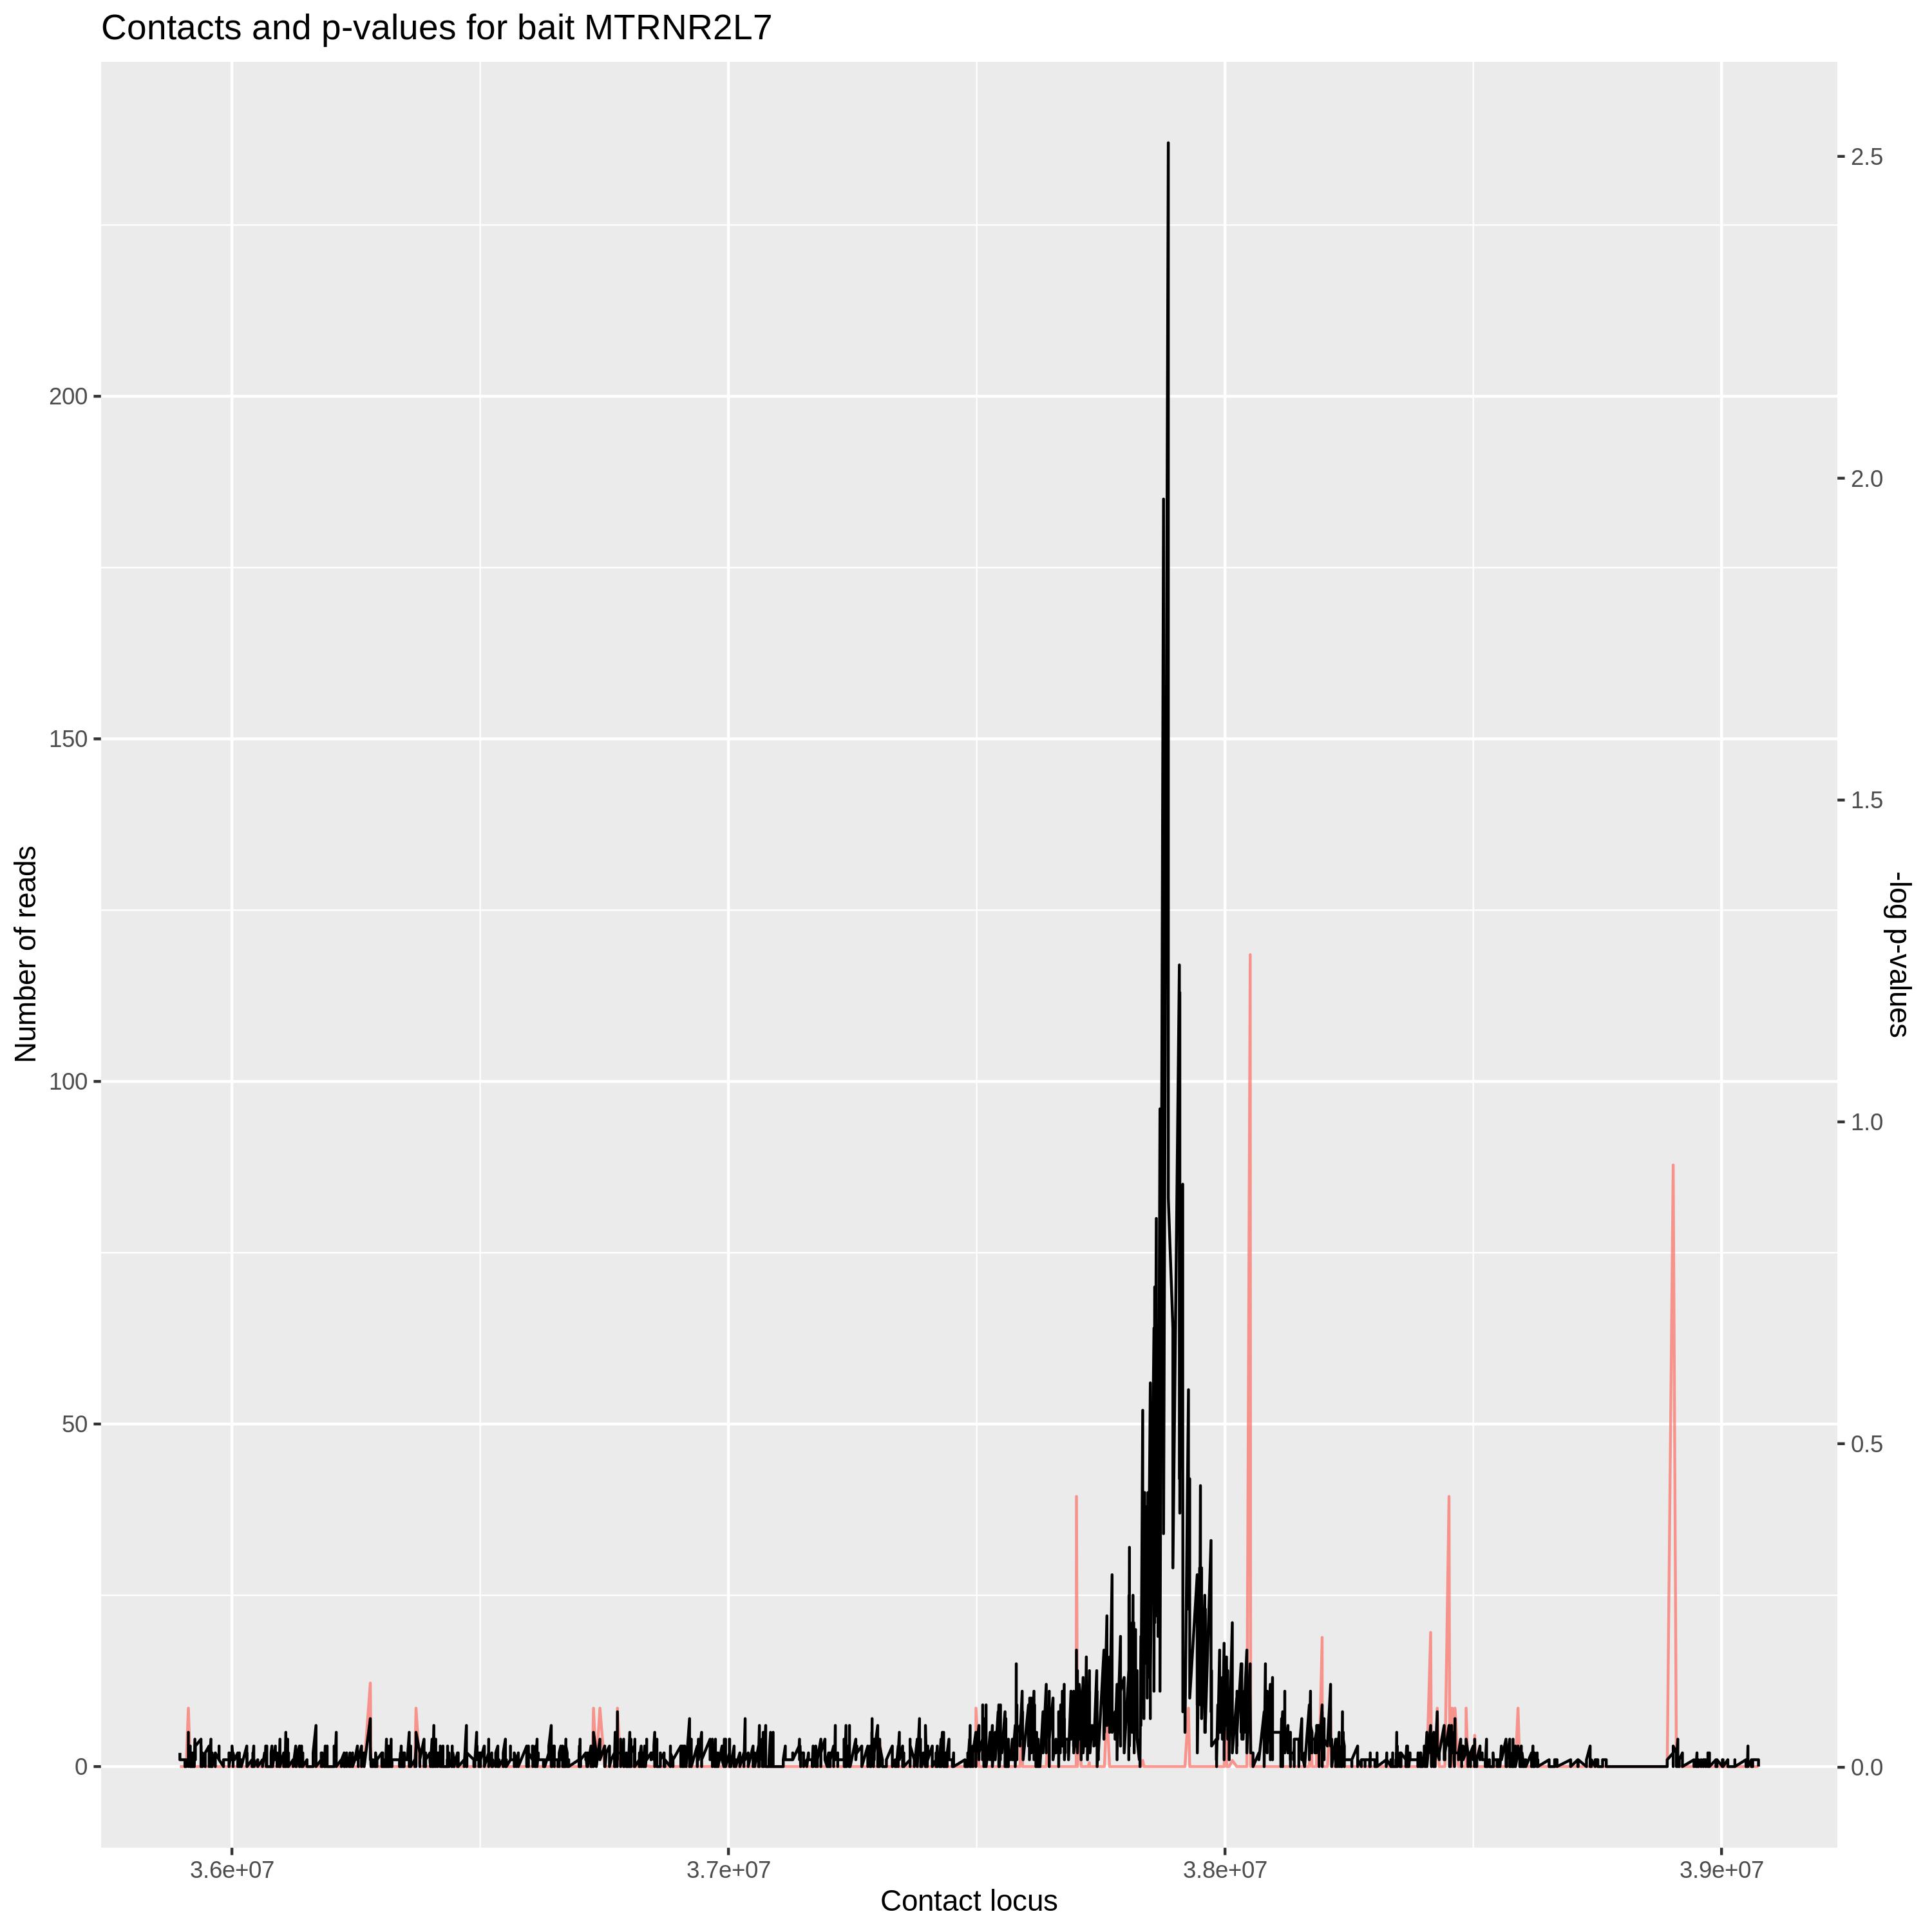 Contacts and p-values for bait MTRNR2L7
Number of reads
200
150
100
50
0
2.5
2.0
1.5
1.0
0.5
0.0
-log p-values
3.6e+07
3.7e+07
3.8e+07
3.9e+07
Contact locus